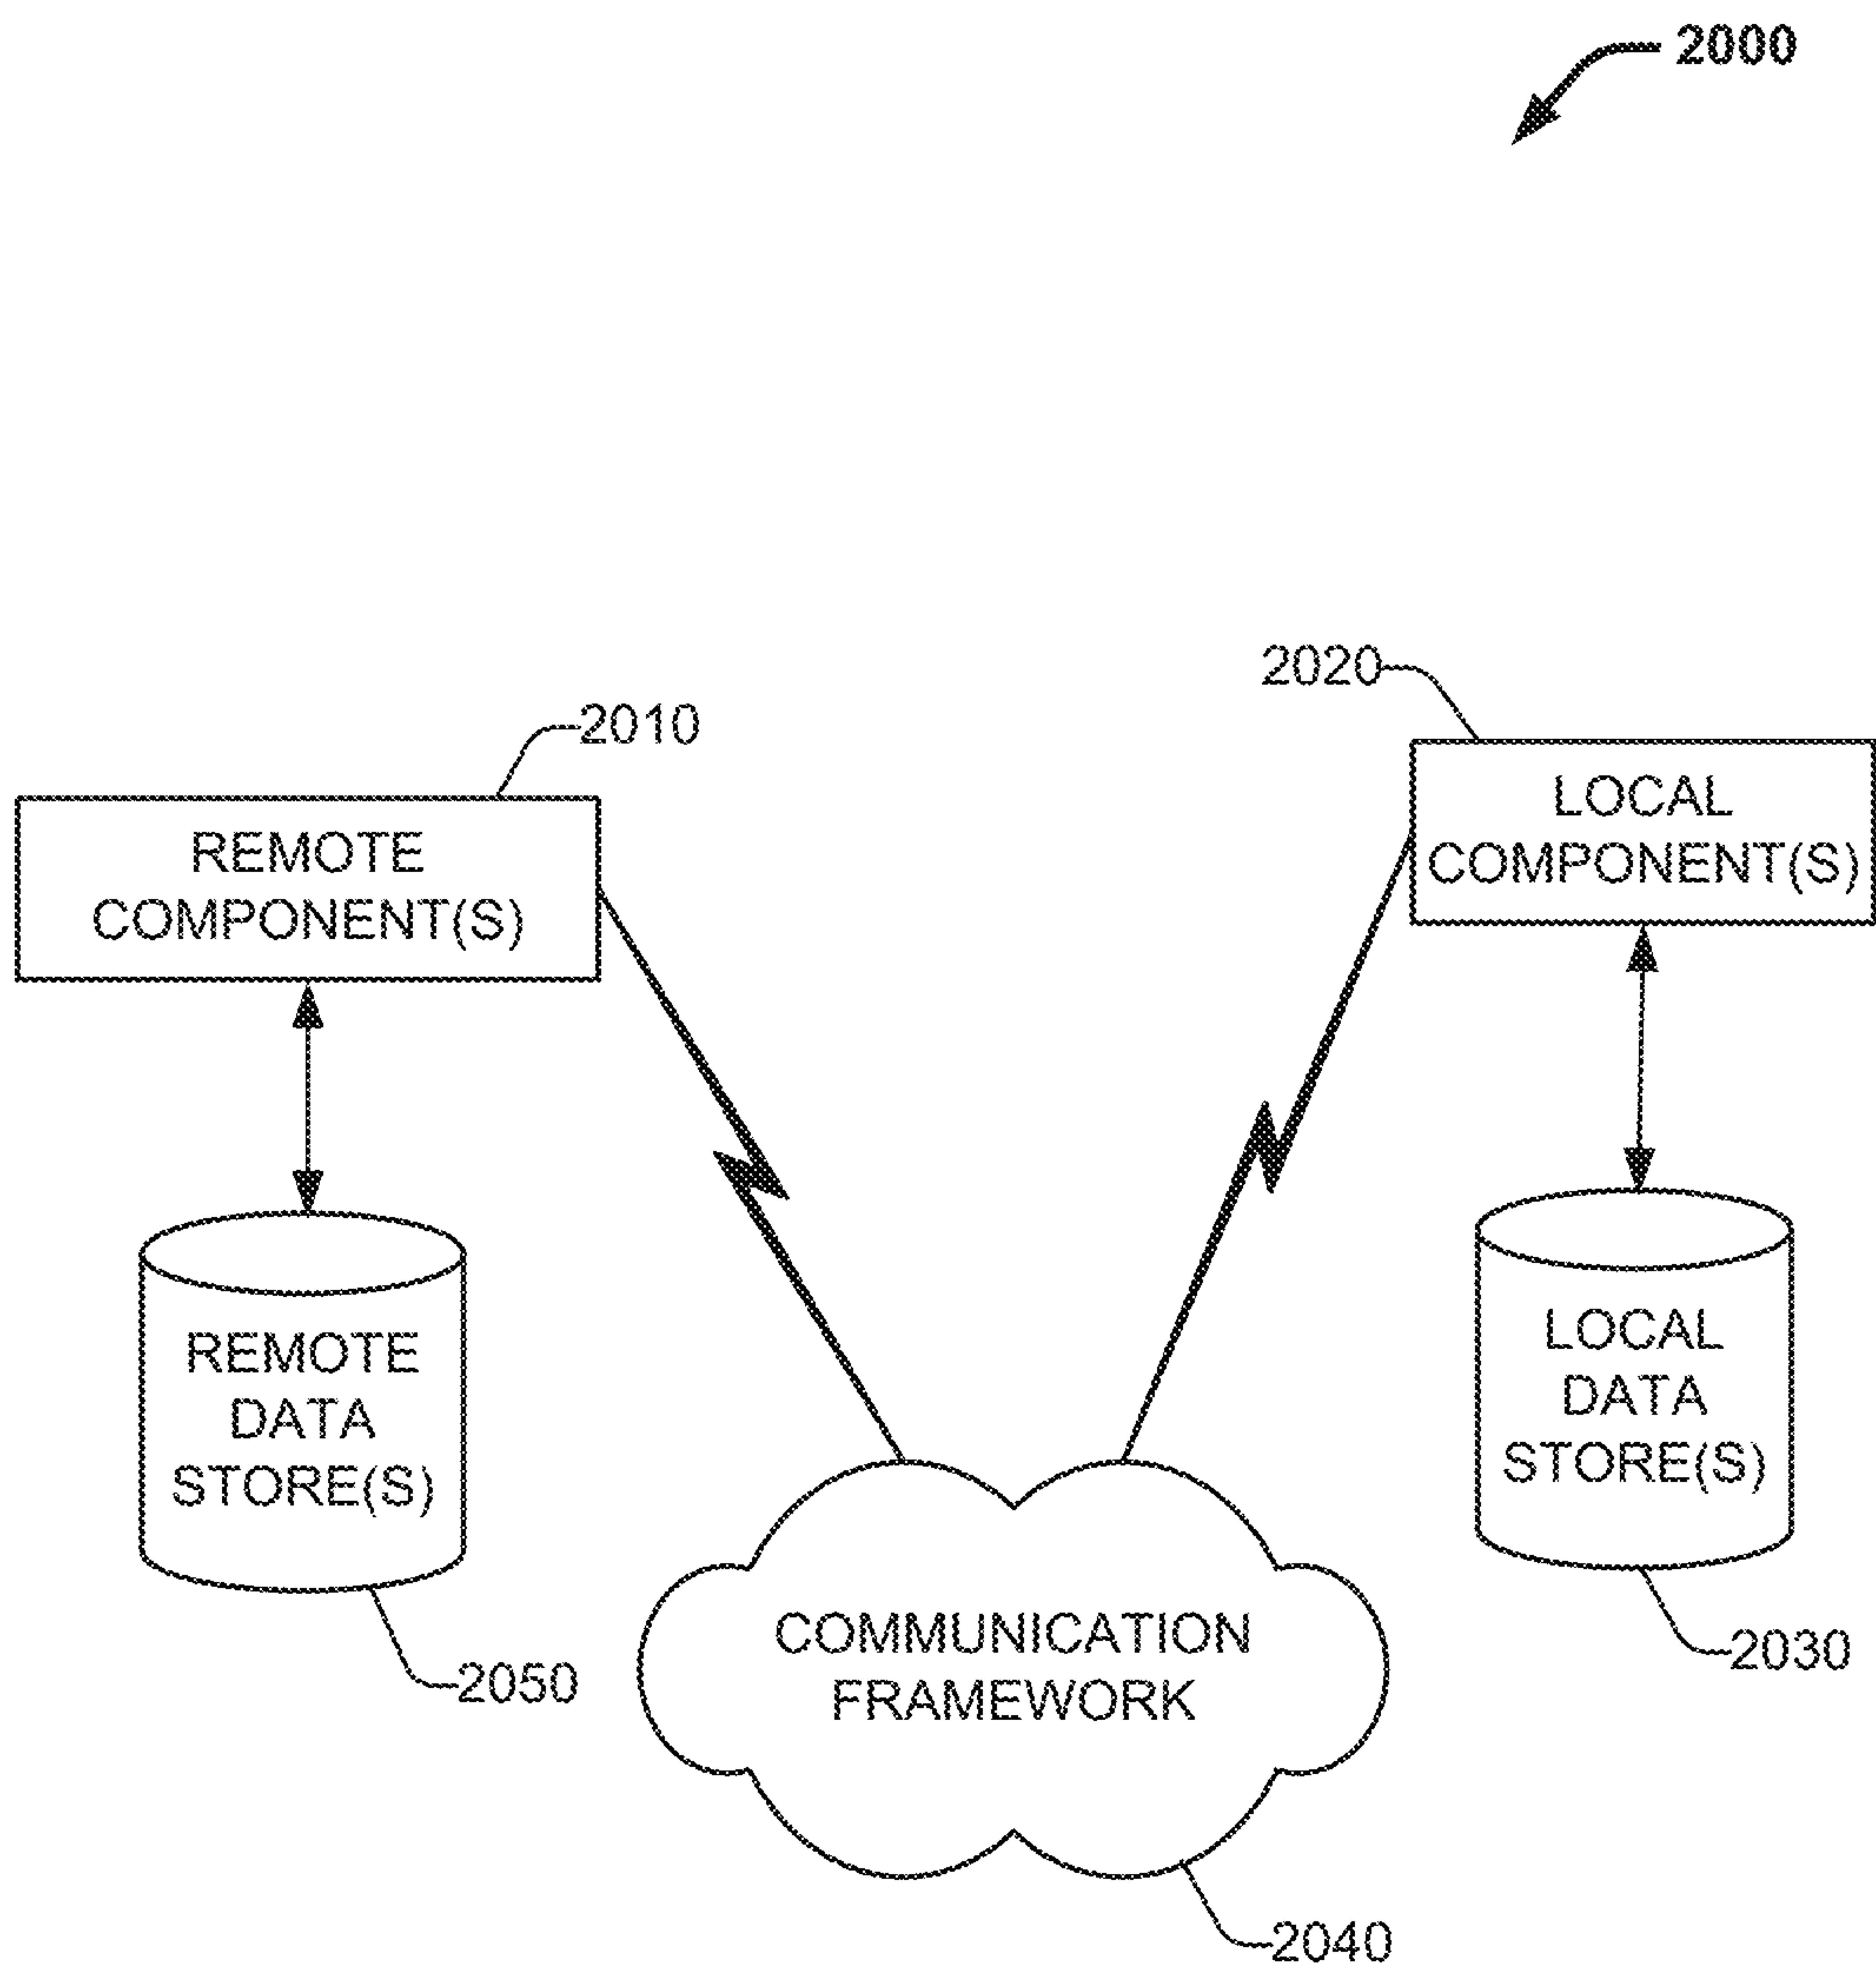 2000
2020
2010
LOCAL
COMPONENT(S)
REMOTE
COMPONENT(S)
LOCAL
DATA
STORE(S)
REMOTE
DATA
STORE(S)
COMMUNICATION
FRAMEWORK
2030
2050
2040